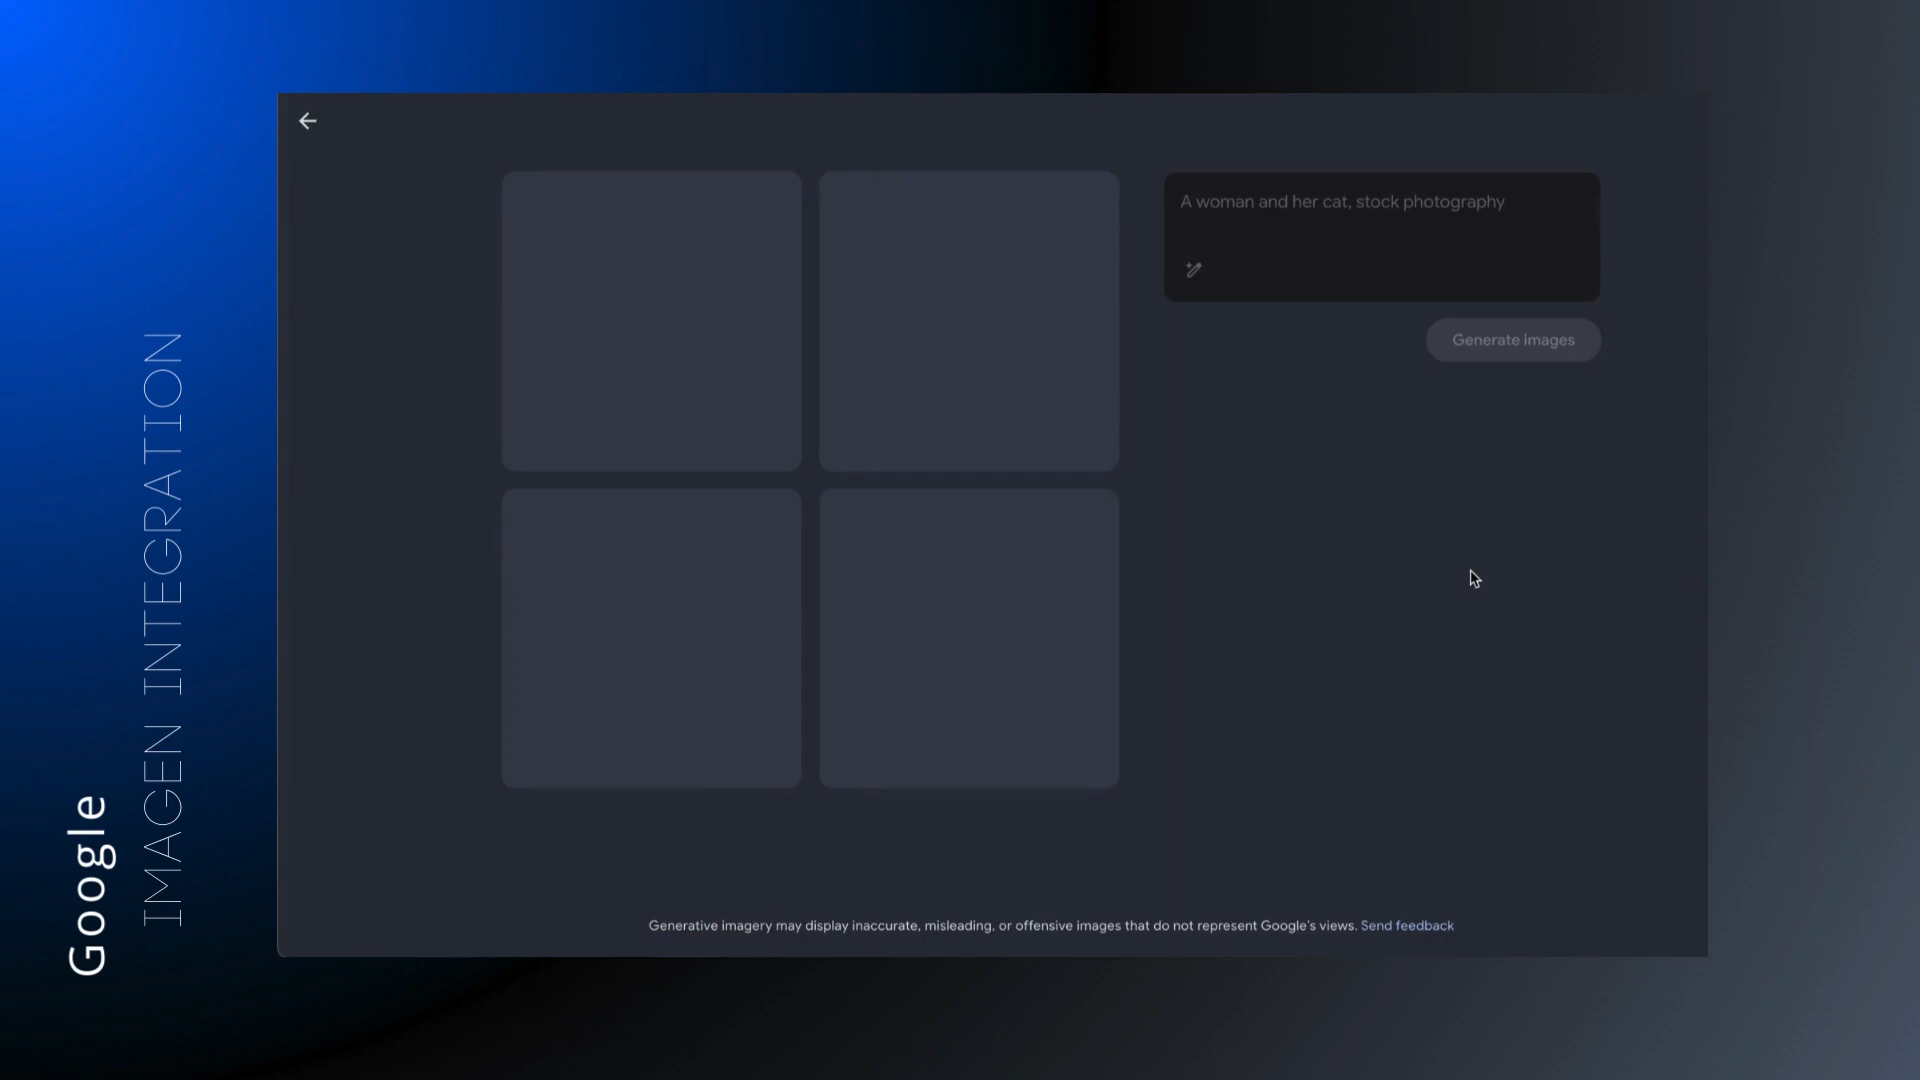 Google
IMAGEN INTEGRATION
A woman and her cat, stock photography
Generate images
Generative imagery may display inaccurate, misleading, or offensive images that do not represent Google's views. Send feedback